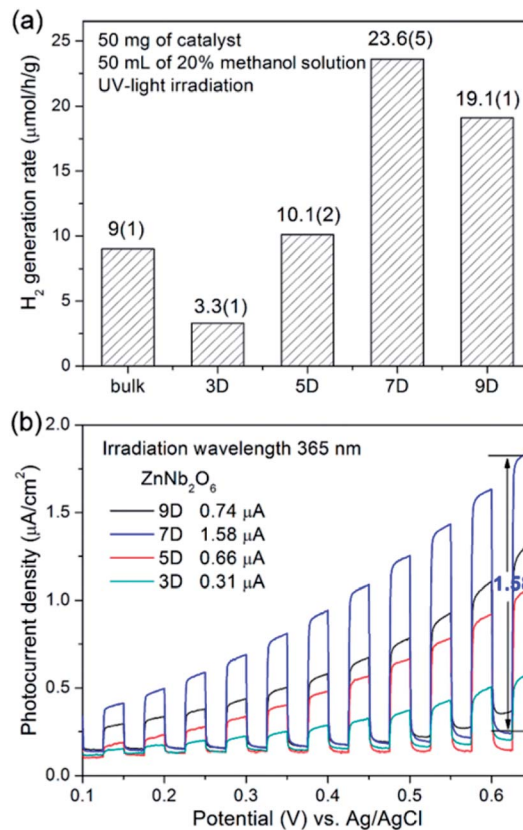 (a)
50 mg of catalyst
50 mL of 20% methanol solution
UV-light irradiation
H₂ generation rate (μmol/h/g)
25
20
15
10
5
0
9(1)
3.3(1)
10.1(2)
23.6(5)
19.1(1)
bulk 3D 5D 7D 9D
(b)
Irradiation wavelength 365 nm
ZnNb₂O₆
9D 0.74 μA
7D 1.58 μA
5D 0.66 μA
3D 0.31 μA
Photocurrent density (μA/cm²)
2.0
1.5
1.0
0.5
0.0
1.58
0.1 0.2 0.3 0.4 0.5 0.6
Potential (V) vs. Ag/AgCl